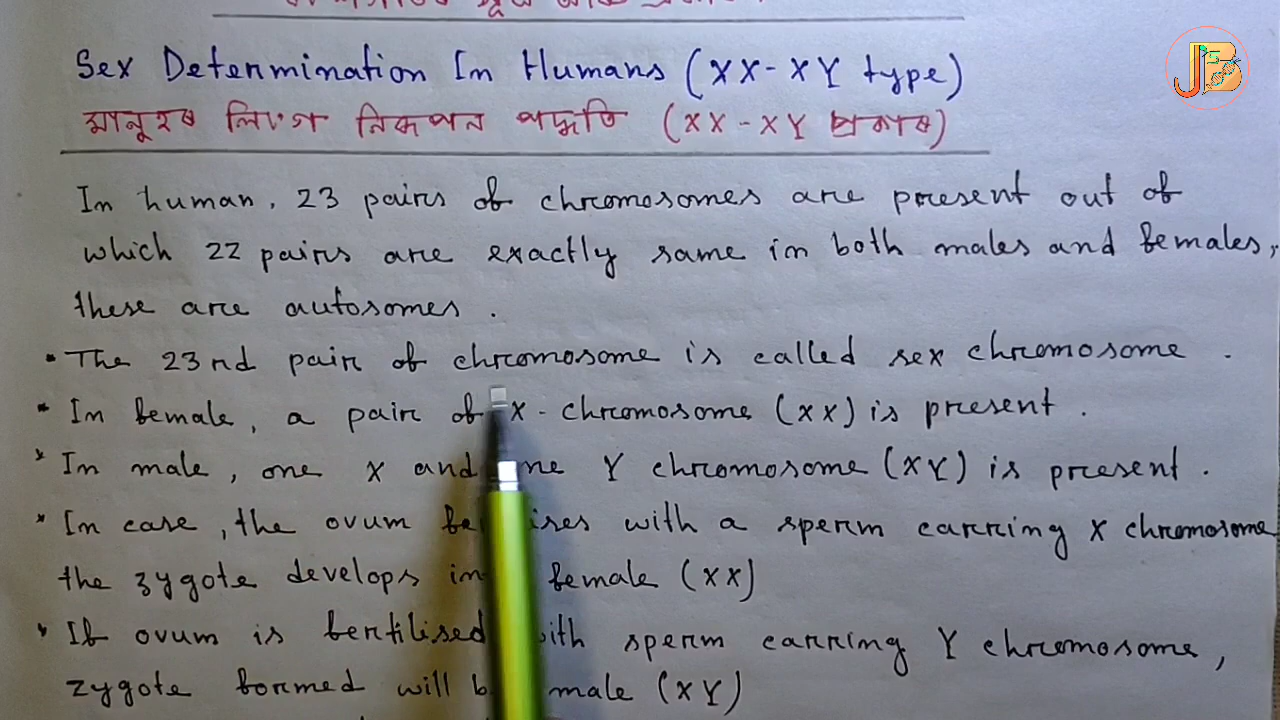 Sex Determination In Humans (XX-XY type)
মানুহৰ লিংগ নিৰূপন পদ্ধতি (XX-XY প্ৰকাৰ)
In human, 23 pairs of chromosomes are present out of
which 22 pairs are exactly same in both males and females,
these are autosomes.
• The 23rd pair of chromosome is called sex chromosome.
* In female, a pair of X-chromosome (XX) is present.
* In male, one X and one Y chromosome (XY) is present.
* In case, the ovum with a sperm carrying X chromosome
the zygote develops female (XX)
* If ovum is fertilised with sperm carrying Y chromosome,
zygote formed will male (XY)